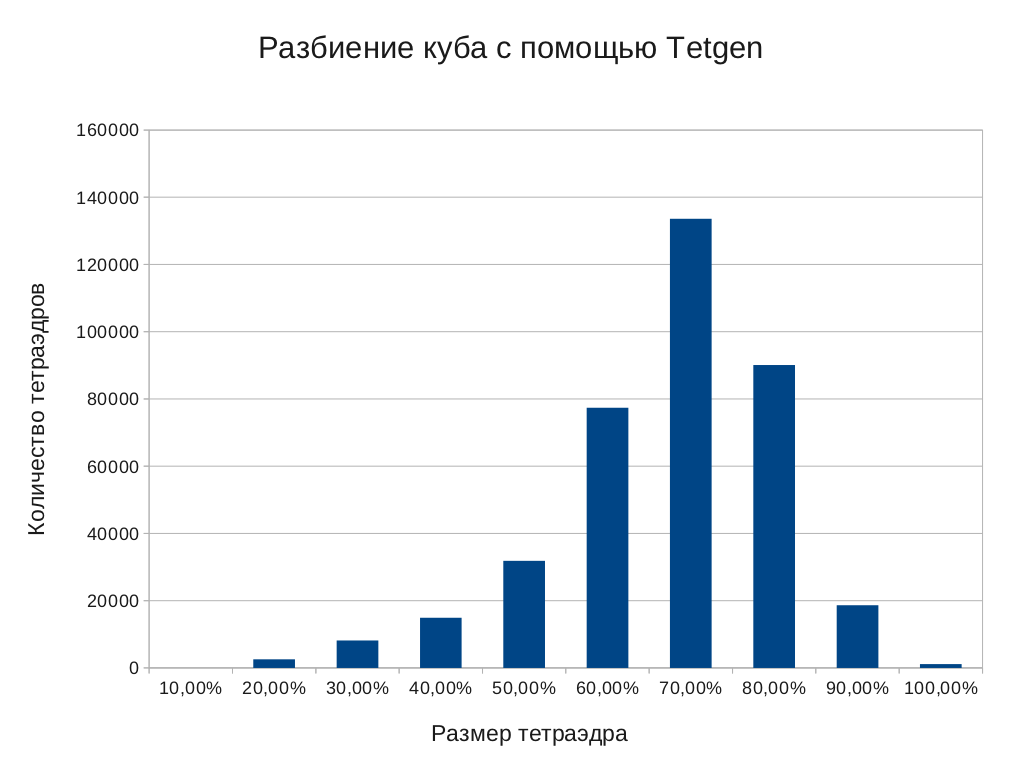 Разбиение куба с помощью Tetgen
160000
140000
120000
100000
80000
60000
40000
20000
0
Количество тетраэдров
10,00% 20,00% 30,00% 40,00% 50,00% 60,00% 70,00% 80,00% 90,00% 100,00%
Размер тетраэдра